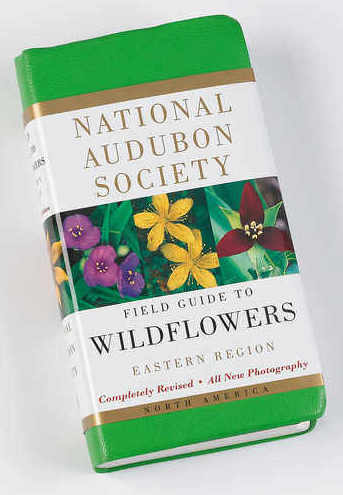 NATIONAL
AUDUBON
SOCIETY
FIELD GUIDE TO
WILDFLOWERS
EASTERN REGION
Completely Revised • All New Photography
NORTH AMERICA